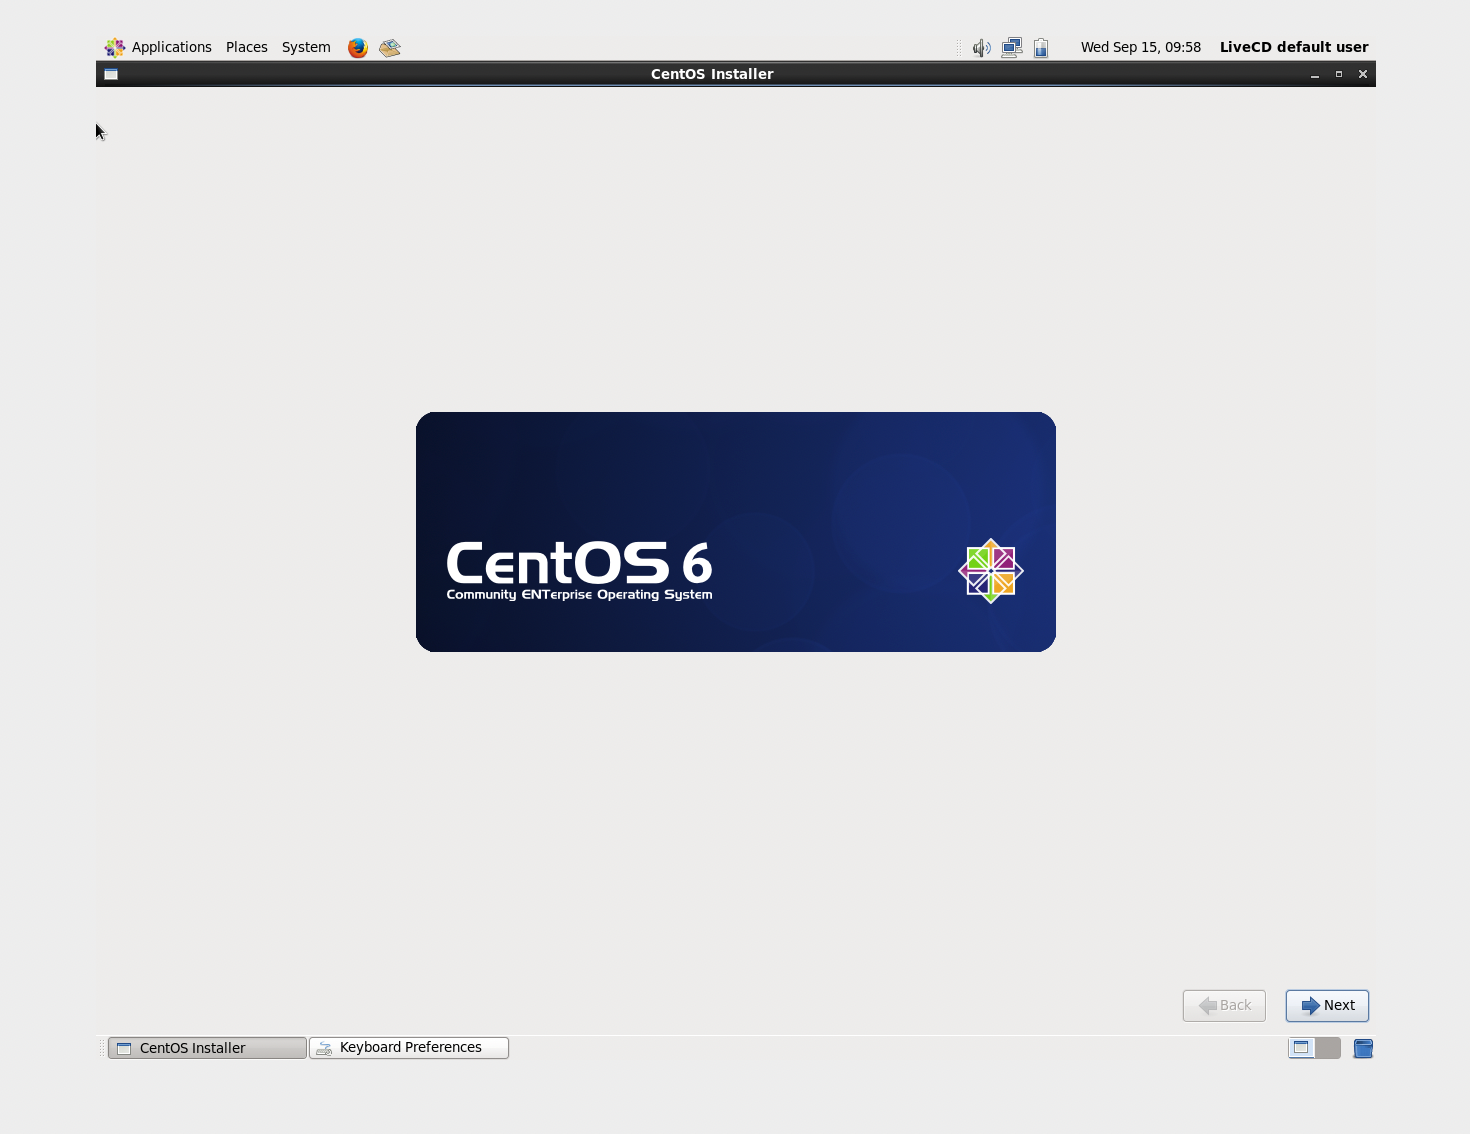 Applications Places System Wed Sep 15, 09:58 LiveCD default user
CentOS Installer
CentOS 6
Community ENTerprise Operating System
Back Next
CentOS Installer Keyboard Preferences